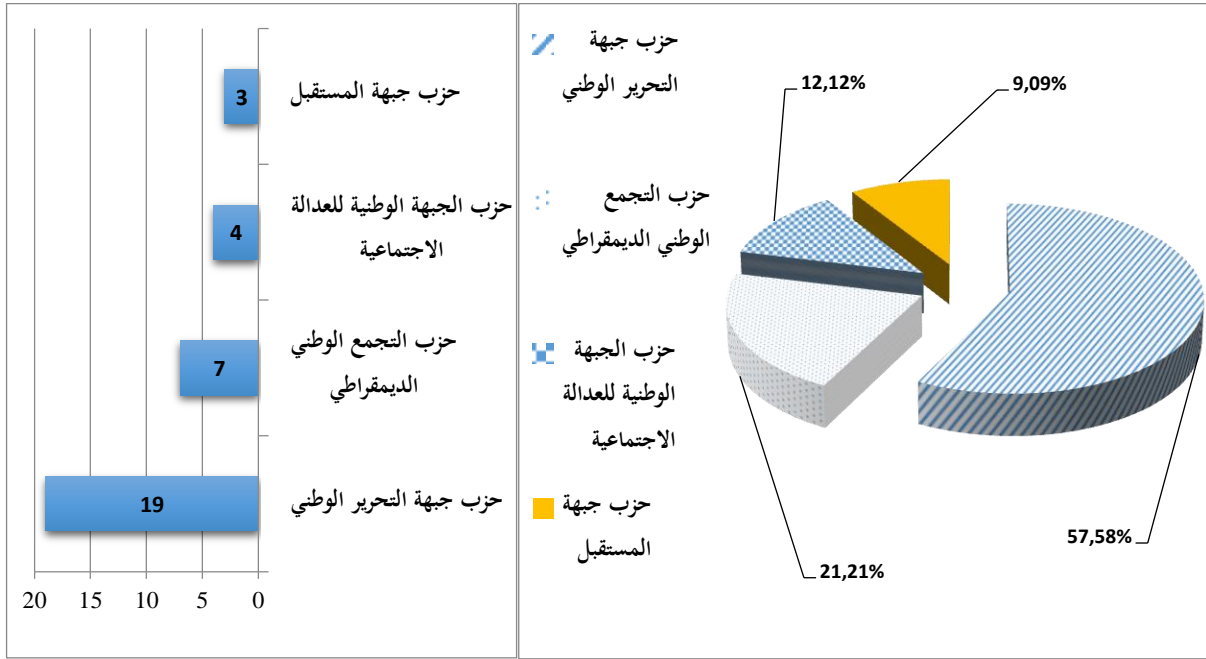 3
حزب جبهة المستقبل
4
حزب الجبهة الوطنية للعدالة
الاجتماعية
7
حزب التجمع الوطني
الديمقراطي
19
حزب جبهة التحرير الوطني
20 15 10 5 0
حزب جبهة
التحرير الوطني
حزب التجمع
الوطني الديمقراطي
حزب الجبهة
الوطنية للعدالة
الاجتماعية
حزب جبهة
المستقبل
12,12%
9,09%
57,58%
21,21%